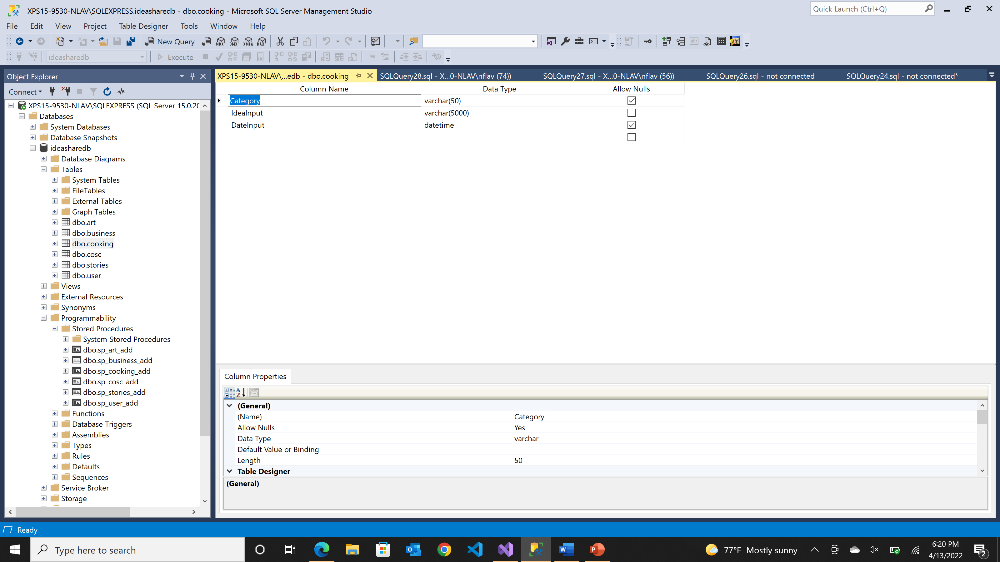 XPS15-9530-NLAV\SQLEXPRESS.ideasharedb - dbo.cooking - Microsoft SQL Server Management Studio
Quick Launch (Ctrl+Q)
File Edit View Project Table Designer Tools Window Help
New Query MDX DMX XMLA DAX
ideasharedb Execute
Object Explorer
XPS15-9530-NLAV\...edb - dbo.cooking SQLQuery28.sql - X...0-NLAV\nflav (74)) SQLQuery27.sql - X...0-NLAV\nflav (56)) SQLQuery26.sql - not connected SQLQuery24.sql - not connected*
Connect
XPS15-9530-NLAV\SQLEXPRESS (SQL Server 15.0.20
Databases
System Databases
Database Snapshots
ideasharedb
Database Diagrams
Tables
System Tables
FileTables
External Tables
Graph Tables
dbo.art
dbo.business
dbo.cooking
dbo.cosc
dbo.stories
dbo.user
Views
External Resources
Synonyms
Programmability
Stored Procedures
System Stored Procedures
dbo.sp_art_add
dbo.sp_business_add
dbo.sp_cooking_add
dbo.sp_cosc_add
dbo.sp_stories_add
dbo.sp_user_add
Functions
Database Triggers
Assemblies
Types
Rules
Defaults
Sequences
Service Broker
Storage
Column Name Data Type Allow Nulls
Category varchar(50)
IdeaInput varchar(5000)
DateInput datetime
Column Properties
(General)
(Name) Category
Allow Nulls Yes
Data Type varchar
Default Value or Binding
Length 50
Table Designer
(General)
Ready
Type here to search
77°F Mostly sunny
6:20 PM
4/13/2022
2